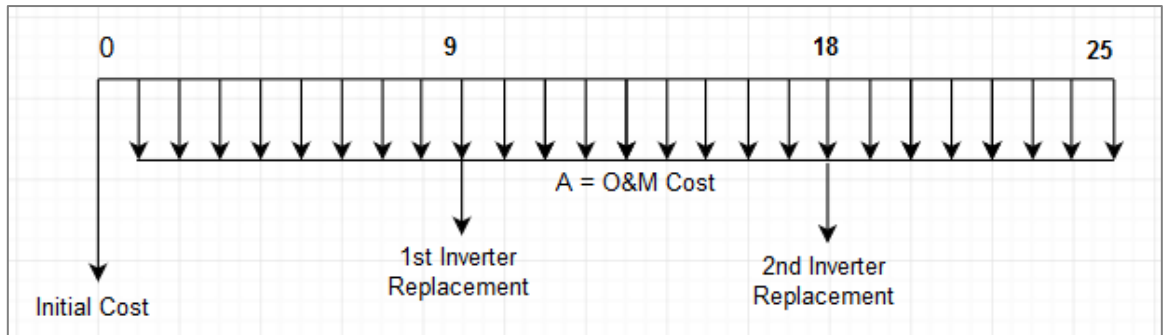 0 9 18 25
A = O&M Cost
1st Inverter
Replacement
2nd Inverter
Replacement
Initial Cost